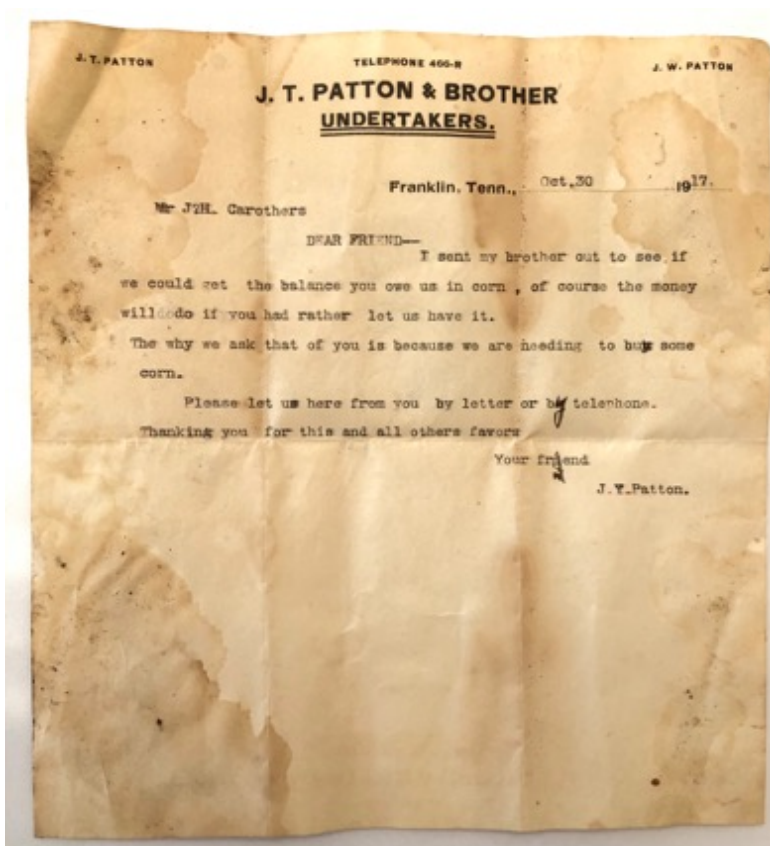 J. T. PATTON TELEPHONE 466-R J. W. PATTON
J. T. PATTON & BROTHER
UNDERTAKERS.
Franklin, Tenn., Oct.30 1917.
Mr J?H. Carothers
DEAR FRIEND--
I sent my brother out to see if
we could get the balance you owe us in corn , of course the money
will do if you had rather let us have it.
The why we ask that of you is because we are needing to buy some
corn.
Please let us here from you by letter or by telephone.
Thanking you for this and all others favors
Your friend
J.T.Patton.